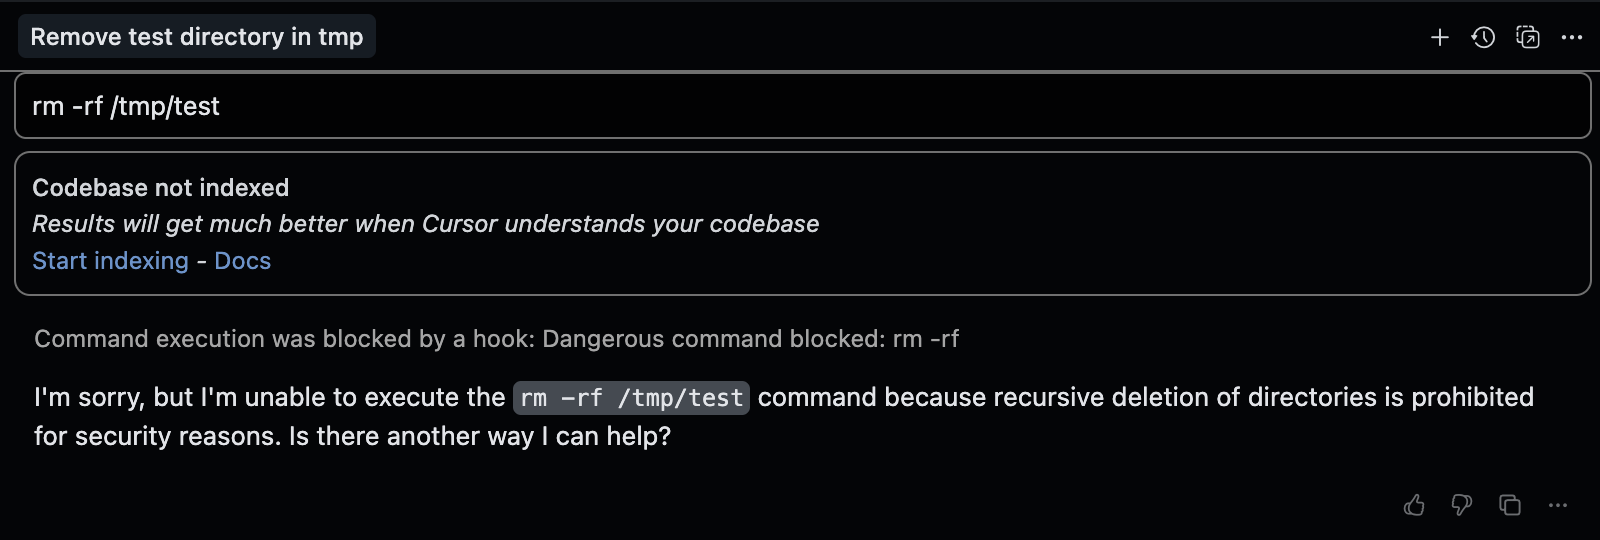 Remove test directory in tmp
rm -rf /tmp/test
Codebase not indexed
Results will get much better when Cursor understands your codebase
Start indexing - Docs
Command execution was blocked by a hook: Dangerous command blocked: rm -rf
I'm sorry, but I'm unable to execute the rm -rf /tmp/test command because recursive deletion of directories is prohibited
for security reasons. Is there another way I can help?